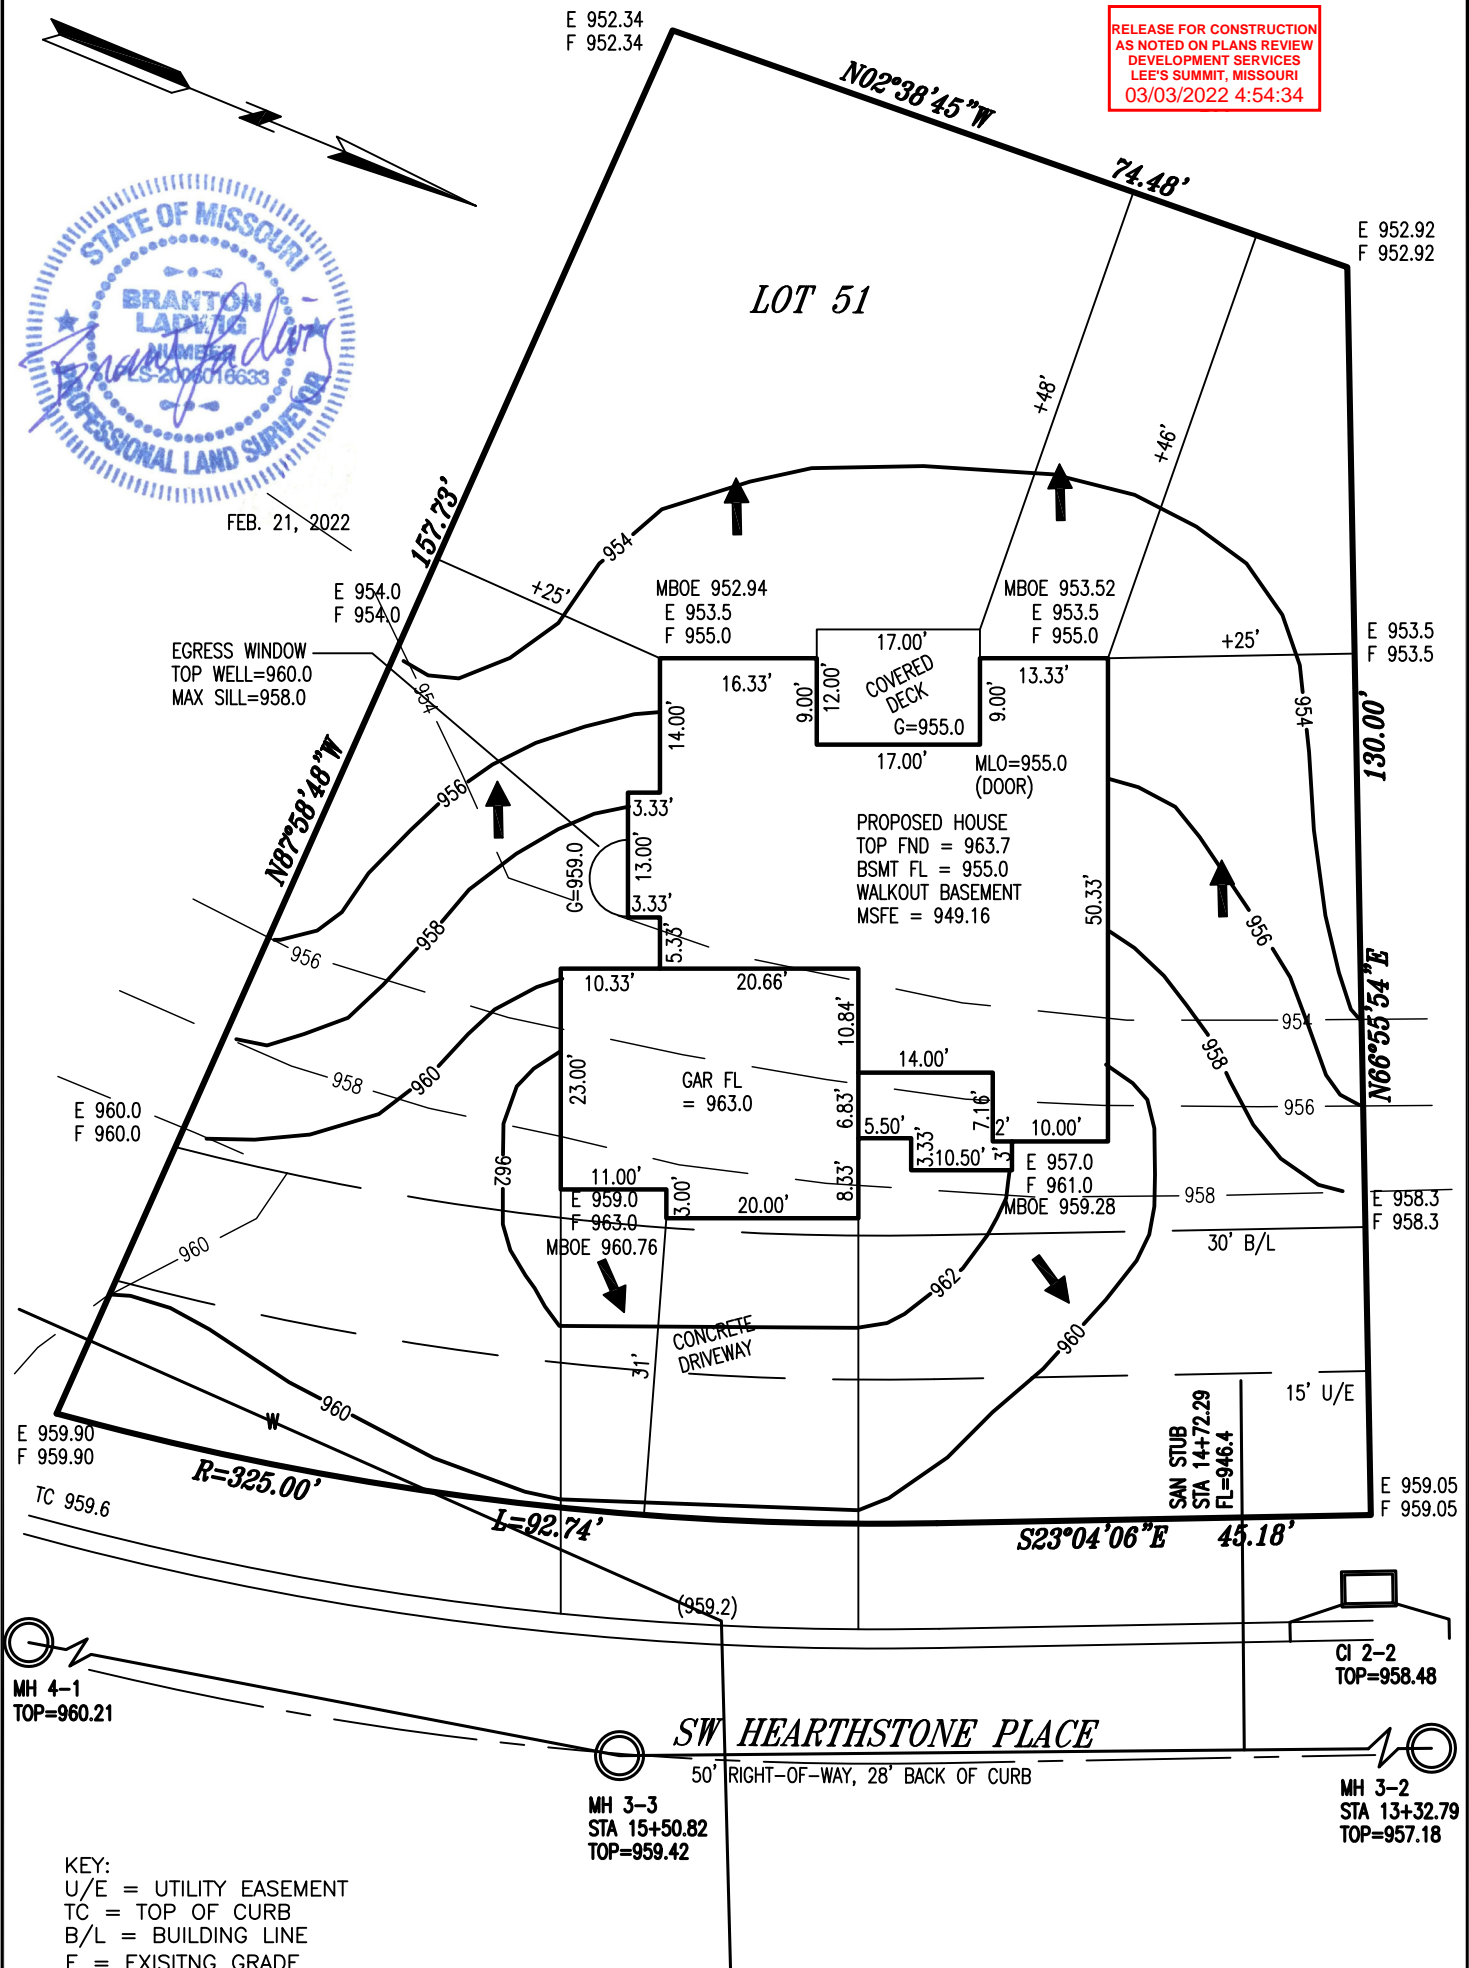 E 952.34
F 952.34
RELEASE FOR CONSTRUCTION
AS NOTED ON PLANS REVIEW
DEVELOPMENT SERVICES
LEE'S SUMMIT, MISSOURI
03/03/2022 4:54:34
N02°38'45"W
74.48'
STATE OF MISSOURI
BRANTON
LADWIG
NUMBER
LS-2006016633
PROFESSIONAL LAND SURVEYOR
FEB. 21, 2022
E 952.92
F 952.92
LOT 51
+48'
+46'
157.73'
954
E 954.0
F 954.0
+25'
MBOE 952.94
E 953.5
F 955.0
MBOE 953.52
E 953.5
F 955.0
E 953.5
F 953.5
+25'
EGRESS WINDOW
TOP WELL=960.0
MAX SILL=958.0
17.00'
COVERED
DECK
G=955.0
16.33'
9.00'
12.00'
9.00'
13.33'
14.00'
954
954
130.00'
17.00'
MLO=955.0
(DOOR)
N87°58'48"W
956
3.33'
13.00'
G=959.0
3.33'
5.33'
PROPOSED HOUSE
TOP FND = 963.7
BSMT FL = 955.0
WALKOUT BASEMENT
MSFE = 949.16
50.33'
958
956
956
10.33'
20.66'
10.84'
954
N66°55'54"E
958
958
960
23.00'
GAR FL
= 963.0
14.00'
6.83'
7.16'
956
E 960.0
F 960.0
5.50'
3.33'
10.50'
2'
3'
10.00'
962
11.00'
3.00'
20.00'
8.33'
E 959.0
F 963.0
MBOE 960.76
E 957.0
F 961.0
MBOE 959.28
958
E 958.3
F 958.3
30' B/L
960
962
960
CONCRETE
DRIVEWAY
31'
960
15' U/E
W
SAN STUB
STA 14+72.29
FL=946.4
E 959.90
F 959.90
R=325.00'
L=92.74'
S23°04'06"E
45.18'
E 959.05
F 959.05
TC 959.6
(959.2)
MH 4-1
TOP=960.21
CI 2-2
TOP=958.48
SW HEARTHSTONE PLACE
50' RIGHT-OF-WAY, 28' BACK OF CURB
MH 3-3
STA 15+50.82
TOP=959.42
MH 3-2
STA 13+32.79
TOP=957.18
KEY:
U/E = UTILITY EASEMENT
TC = TOP OF CURB
B/L = BUILDING LINE
E = EXISITNG GRADE